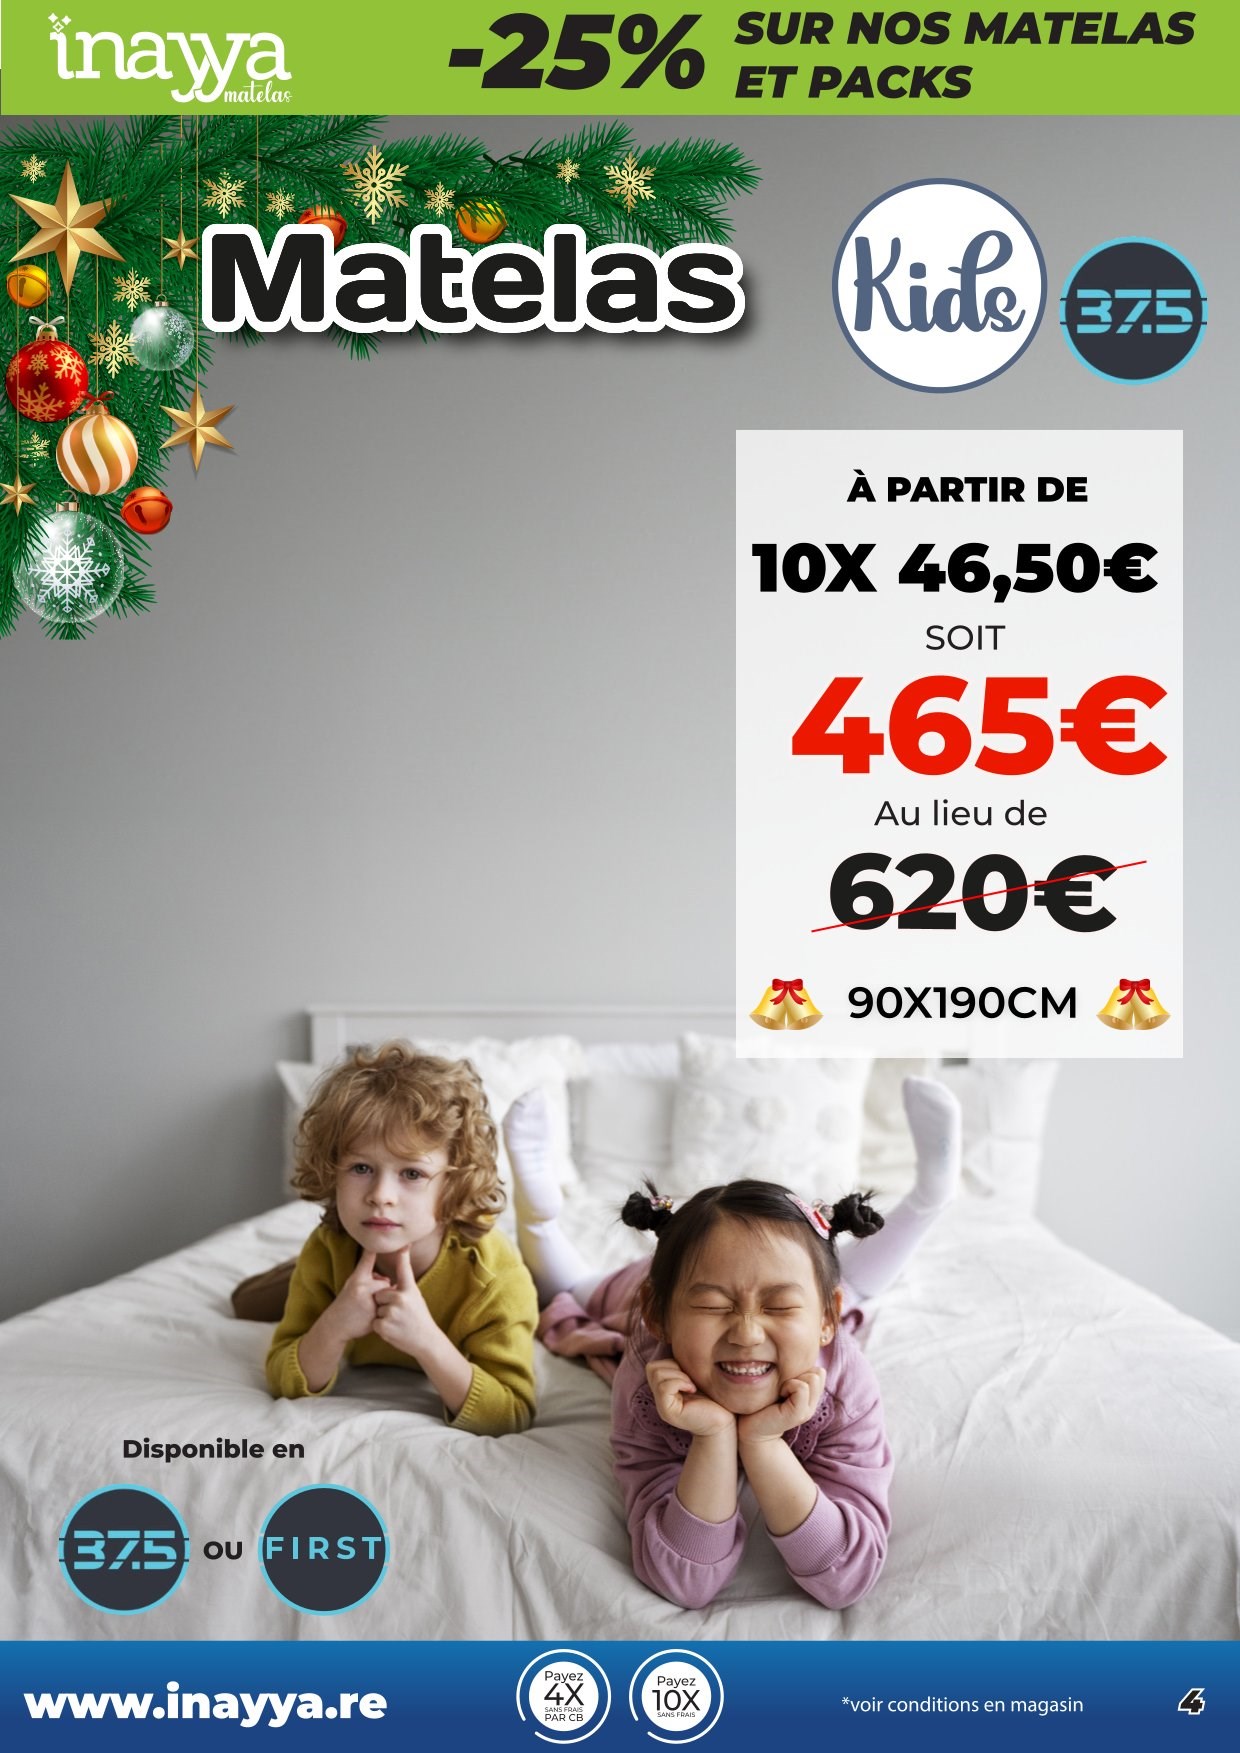 inayya
matelas
-25% SUR NOS MATELAS
ET PACKS
Matelas
Kids
37.5
À PARTIR DE
10X 46,50€
SOIT
465€
Au lieu de
620€
90X190CM
Disponible en
37.5 OU FIRST
www.inayya.re
Payez
4X
SANS FRAIS
PAR CB
Payez
10X
SANS FRAIS
*voir conditions en magasin
4